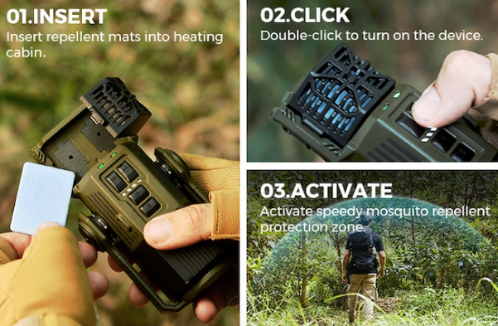 01.INSERT
Insert repellent mats into heating
cabin.
02.CLICK
Double-click to turn on the device.
03.ACTIVATE
Activate speedy mosquito repellent
protection zone.